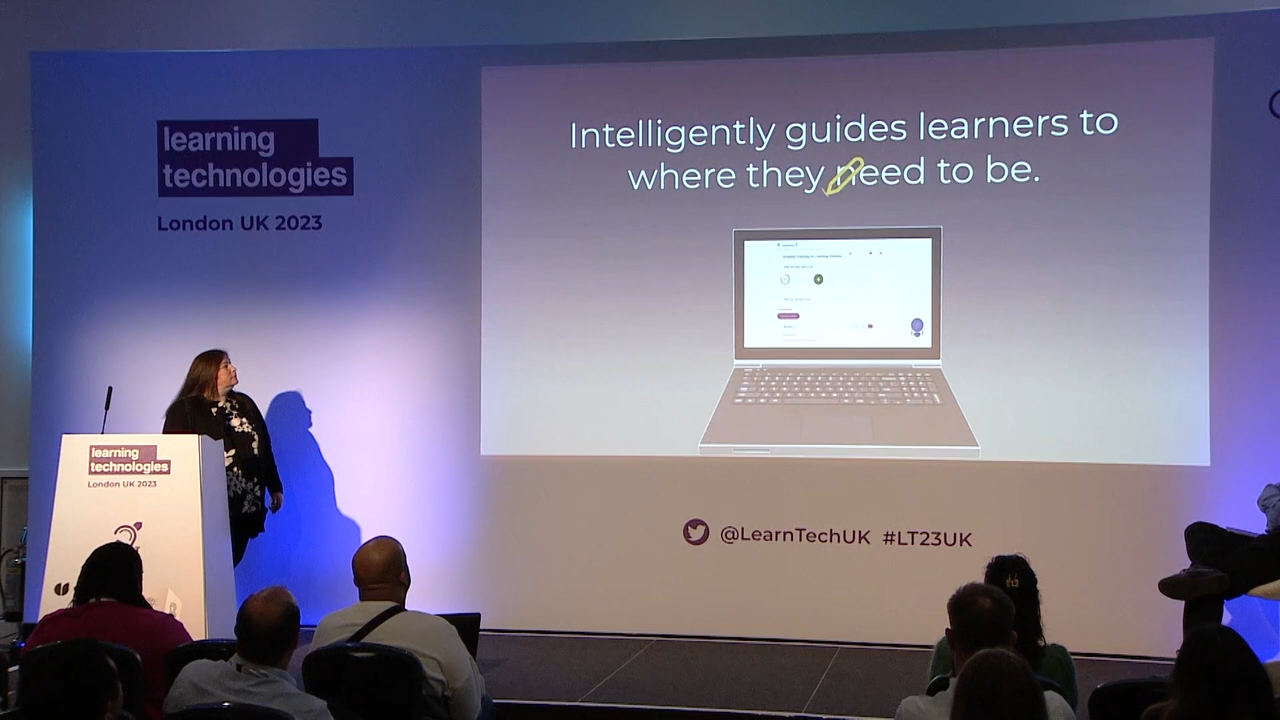 learning
technologies
London UK 2023
Intelligently guides learners to
where they need to be.
learning
technologies
London UK 2023
@LearnTechUK #LT23UK